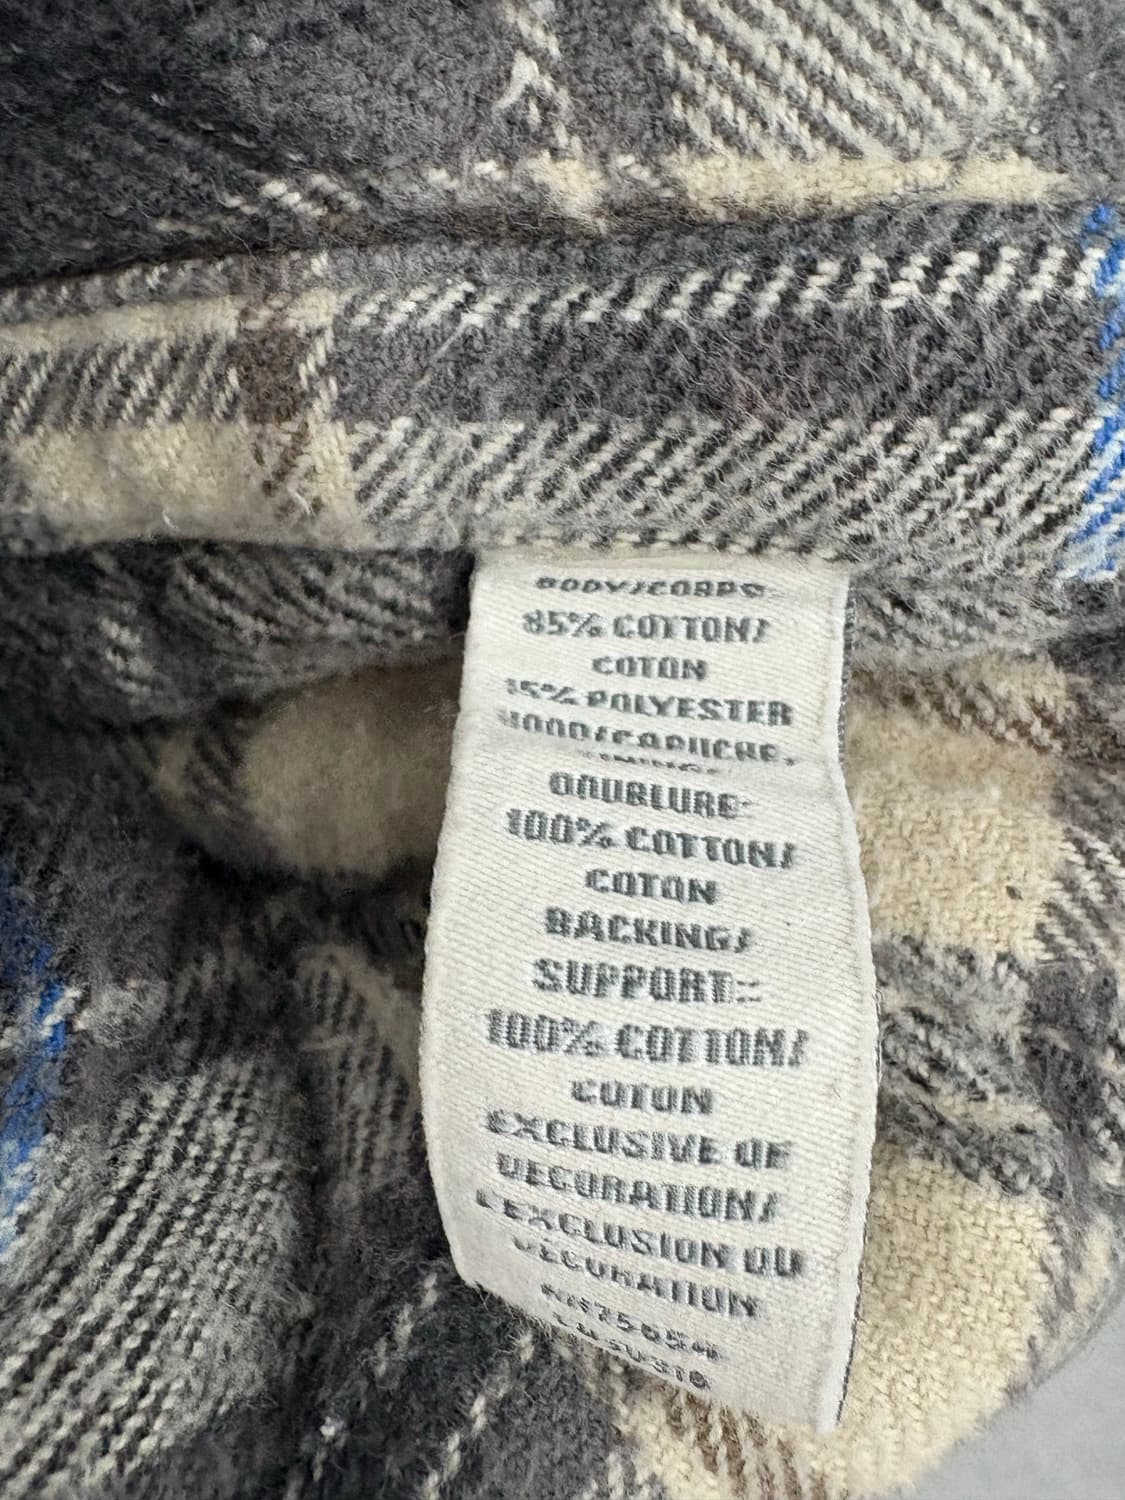 BODY/CORPS:
85% COTTON/
COTON
15% POLYESTER
HOOD/CAPUCHE,
100% COTTON/
COTON
BACKING/
SUPPORT:
100% COTTON/
COTON
EXCLUSIVE OF
DECORATION/
L'EXCLUSION DU
DECORATION